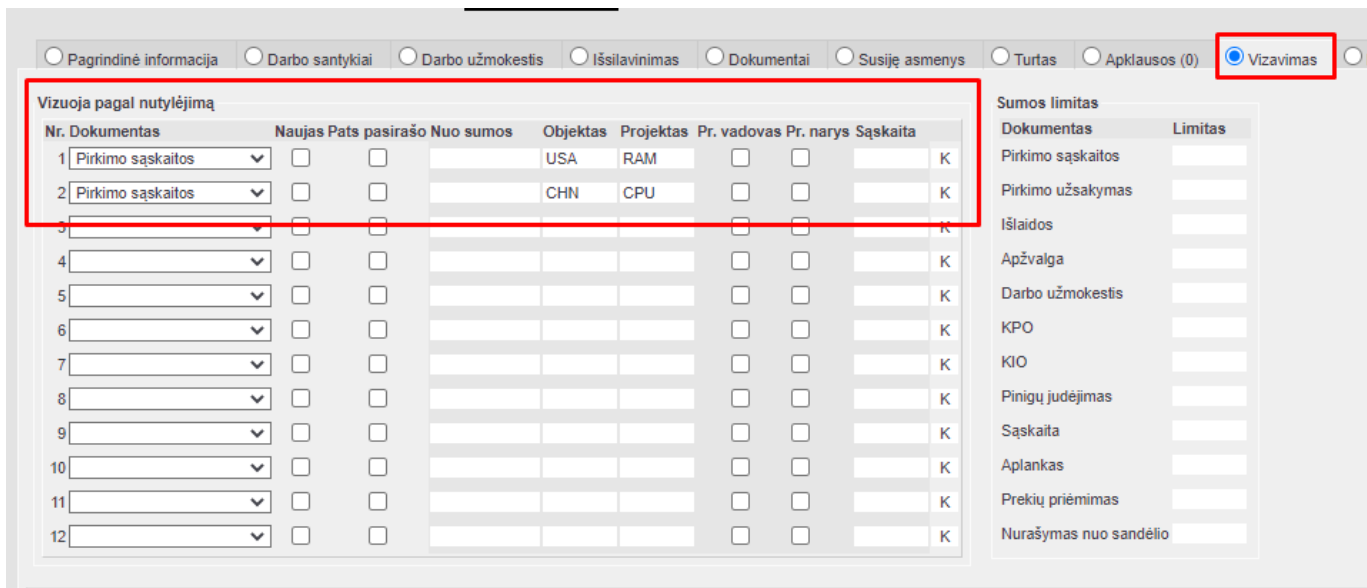 Pagrindinė informacija Darbo santykiai Darbo užmokestis Išsilavinimas Dokumentai Susiję asmenys Turtas Apklausos (0) Vizavimas
Vizuoja pagal nutylėjimą
Nr. Dokumentas Naujas Pats pasirašo Nuo sumos Objektas Projektas Pr. vadovas Pr. narys Sąskaita
1 Pirkimo sąskaitos USA RAM K
2 Pirkimo sąskaitos CHN CPU K
3 K
4 K
5 K
6 K
7 K
8 K
9 K
10 K
11 K
12 K
Sumos limitas
Dokumentas Limitas
Pirkimo sąskaitos
Pirkimo užsakymas
Išlaidos
Apžvalga
Darbo užmokestis
KPO
KIO
Pinigų judėjimas
Sąskaita
Aplankas
Prekių priėmimas
Nurašymas nuo sandėlio